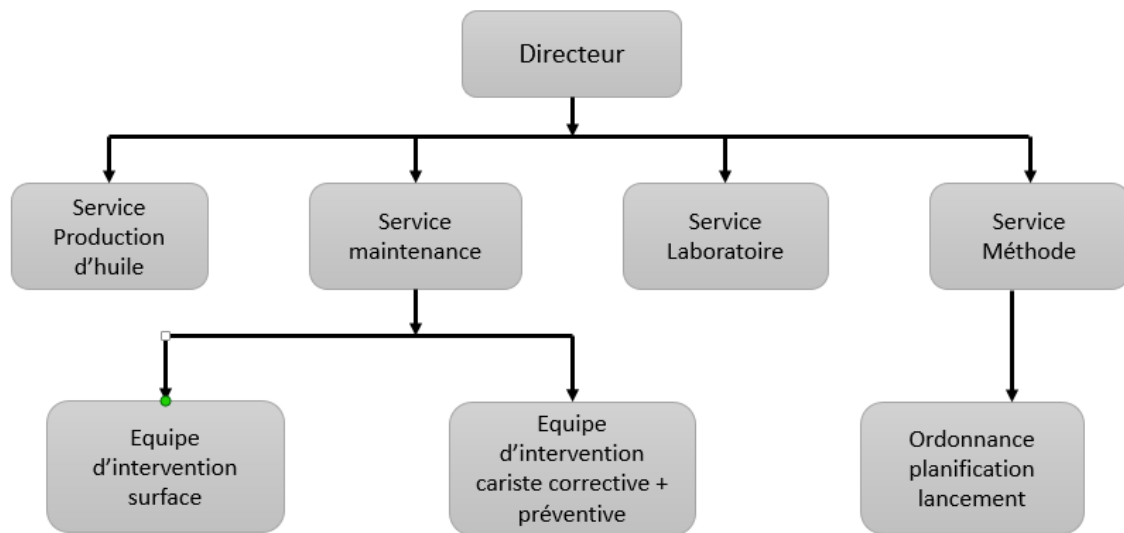 Directeur
Service
Production
d’huile
Service
maintenance
Service
Laboratoire
Service
Méthode
Equipe
d’intervention
surface
Equipe
d’intervention
cariste corrective +
préventive
Ordonnance
planification
lancement